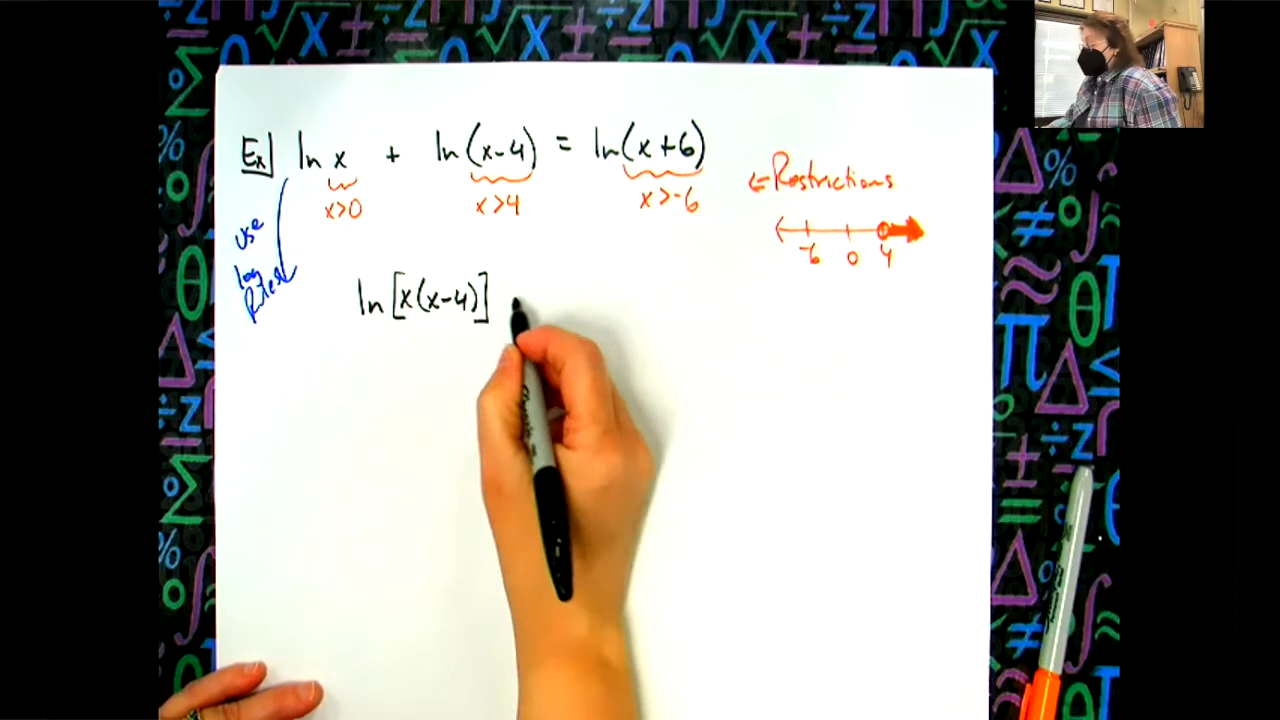 Ex ln x + ln(x-4) = ln(x+6)
x>0 x>4 x>-6
←Restrictions
-6 0 4
use
log
Rules
ln[x(x-4)]